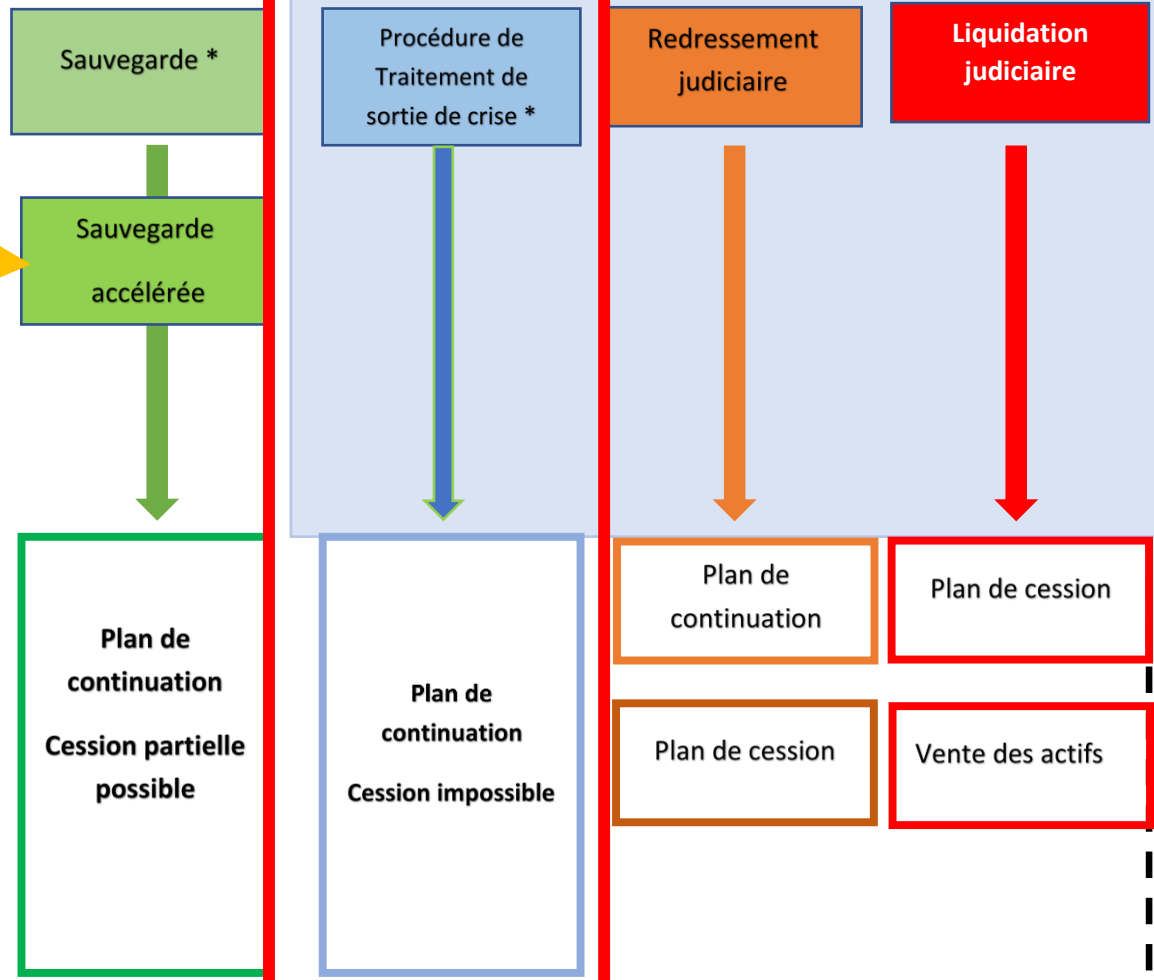 Sauvegarde *
Procédure de
Traitement de
sortie de crise *
Redressement
judiciaire
Liquidation
judiciaire
Sauvegarde
accélérée
Plan de
continuation
Cession partielle
possible
Plan de
continuation
Cession impossible
Plan de
continuation
Plan de cession
Plan de cession
Vente des actifs